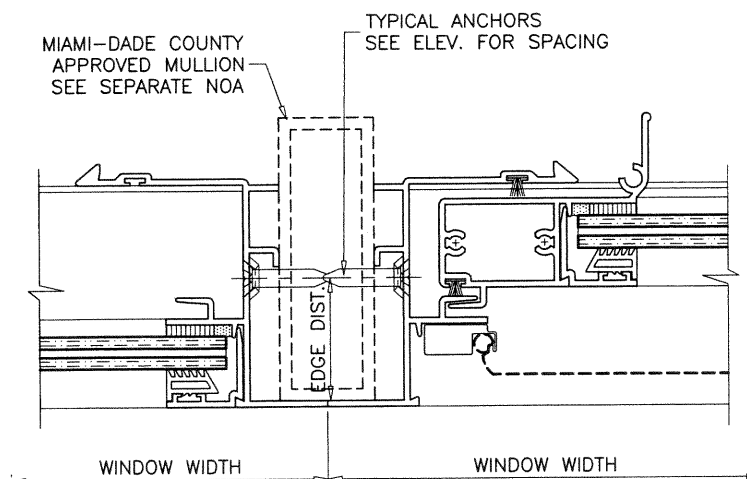 TYPICAL ANCHORS
SEE ELEV. FOR SPACING
MIAMI-DADE COUNTY
APPROVED MULLION
SEE SEPARATE NOA
EDGE DIST.
WINDOW WIDTH
WINDOW WIDTH